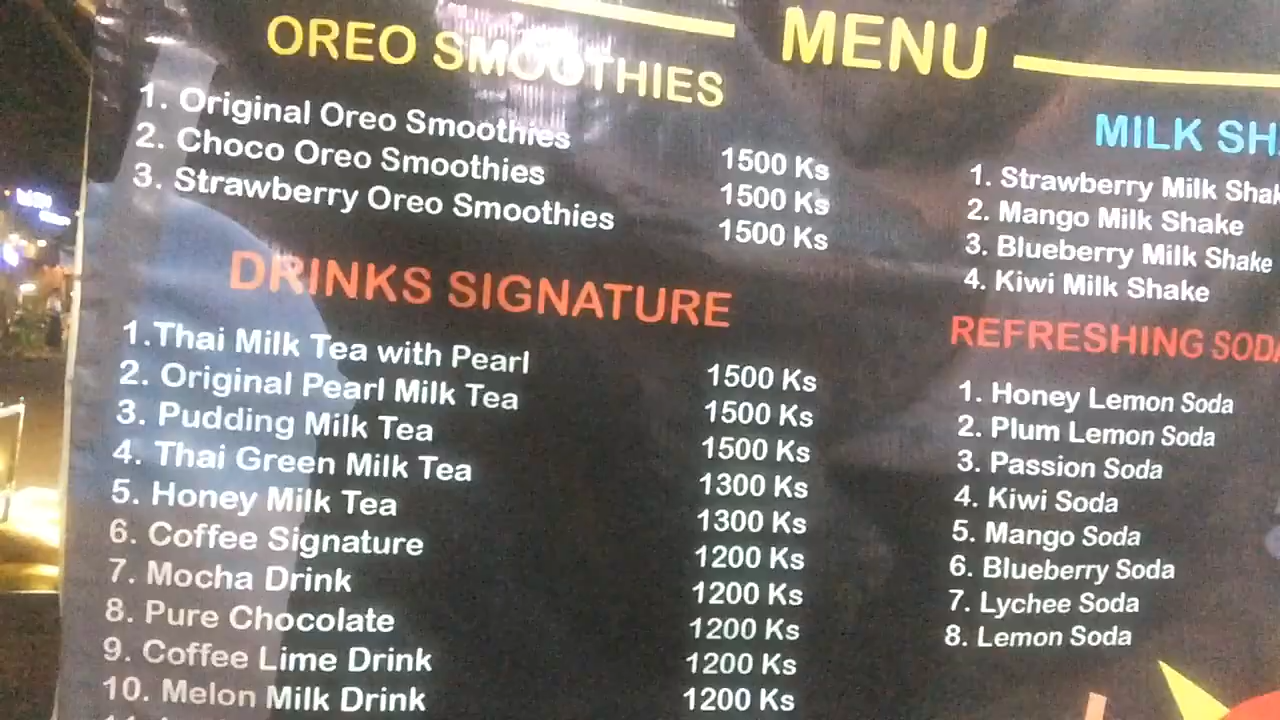 MENU
OREO SMOOTHIES
1. Original Oreo Smoothies 1500 Ks
2. Choco Oreo Smoothies 1500 Ks
3. Strawberry Oreo Smoothies 1500 Ks
DRINKS SIGNATURE
1.Thai Milk Tea with Pearl 1500 Ks
2. Original Pearl Milk Tea 1500 Ks
3. Pudding Milk Tea 1500 Ks
4. Thai Green Milk Tea 1300 Ks
5. Honey Milk Tea 1300 Ks
6. Coffee Signature 1200 Ks
7. Mocha Drink 1200 Ks
8. Pure Chocolate 1200 Ks
9. Coffee Lime Drink 1200 Ks
10. Melon Milk Drink 1200 Ks
MILK SH
1. Strawberry Milk Shak
2. Mango Milk Shake
3. Blueberry Milk Shake
4. Kiwi Milk Shake
REFRESHING SODA
1. Honey Lemon Soda
2. Plum Lemon Soda
3. Passion Soda
4. Kiwi Soda
5. Mango Soda
6. Blueberry Soda
7. Lychee Soda
8. Lemon Soda